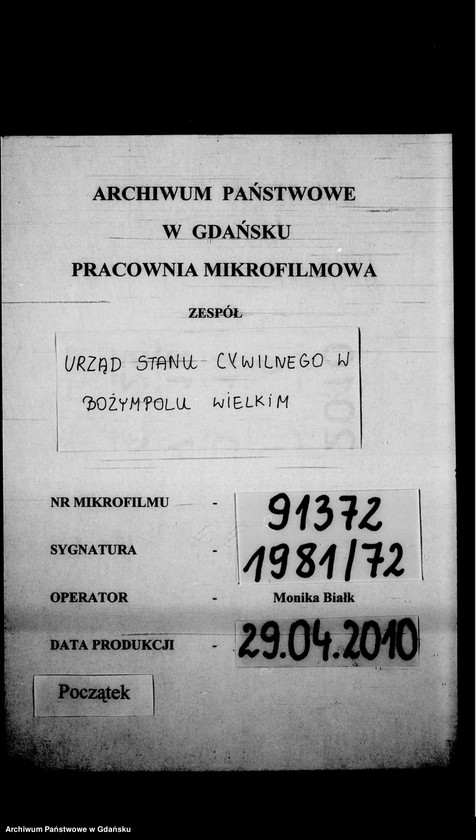 ARCHIWUM PAŃSTWOWE
W GDAŃSKU
PRACOWNIA MIKROFILMOWA
ZESPÓŁ
URZĄD STANU CYWILNEGO W
BOŻYMPOLU WIELKIM
NR MIKROFILMU - 91372
SYGNATURA - 1981/72
OPERATOR - Monika Białk
DATA PRODUKCJI - 29.04.2010
Początek
Archiwum Państwowe w Gdańsku